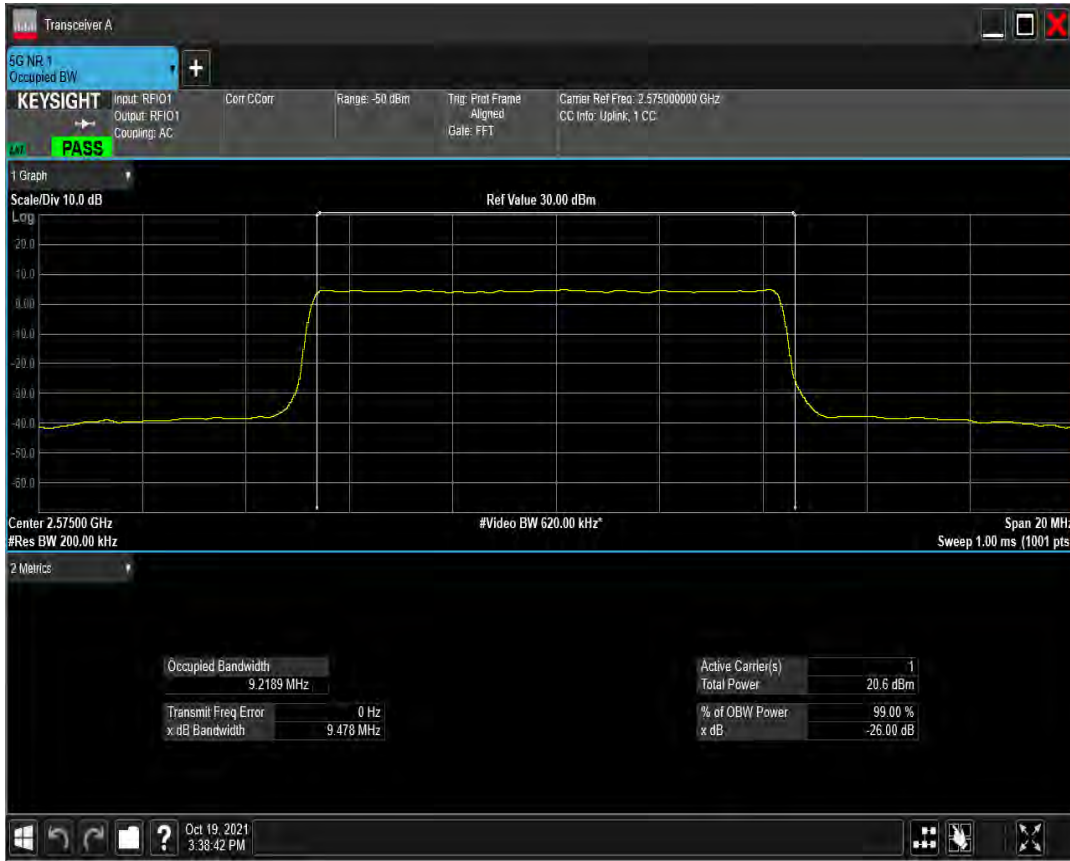 Transceiver A
5G NR 1
Occupied BW
+
KEYSIGHT
PASS
Input: RFIO1
Output: RFIO1
Coupling: AC
Corr CCorr
Range: -50 dBm
Trig: Prot Frame
Aligned
Gate: FFT
Carrier Ref Freq: 2.575000000 GHz
CC Info: Uplink, 1 CC
1 Graph
Scale/Div 10.0 dB
Ref Value 30.00 dBm
Log
20.0
10.0
0.00
-10.0
-20.0
-30.0
-40.0
-50.0
-60.0
Center 2.57500 GHz
#Video BW 620.00 kHz*
Span 20 MHz
#Res BW 200.00 kHz
Sweep 1.00 ms (1001 pts
2 Metrics
Occupied Bandwidth
9.2189 MHz
Transmit Freq Error 0 Hz
x dB Bandwidth 9.478 MHz
Active Carrier(s) 1
Total Power 20.6 dBm
% of OBW Power 99.00 %
x dB -26.00 dB
?
Oct 19, 2021
3:38:42 PM